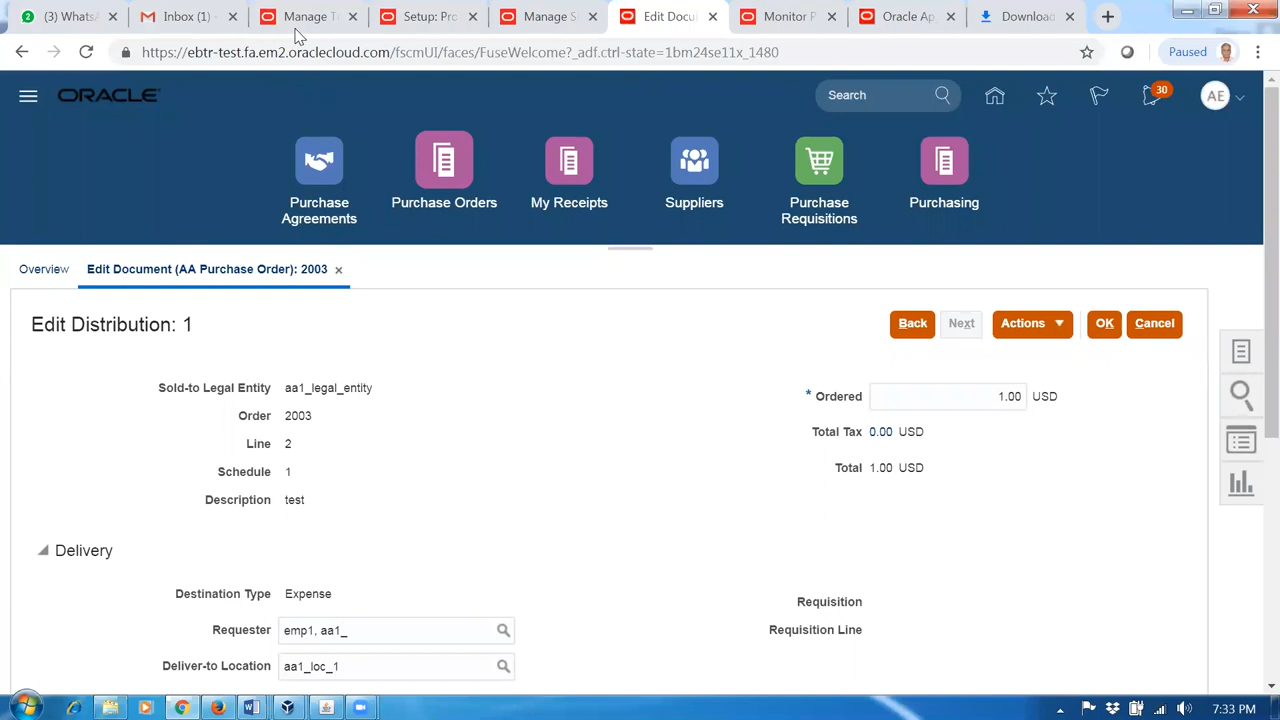 (3) WhatsA
Inbox (1) -
Manage T
Setup: Pro
Manage S
Edit Docu
Monitor P
Oracle Ap
Downloa
https://ebtr-test.fa.em2.oraclecloud.com/fscmUI/faces/FuseWelcome?_adf.ctrl-state=1bm24se11x_1480
Paused
ORACLE
Search
30
AE
Purchase Agreements
Purchase Orders
My Receipts
Suppliers
Purchase Requisitions
Purchasing
Overview
Edit Document (AA Purchase Order): 2003
Edit Distribution: 1
Back
Next
Actions
OK
Cancel
Sold-to Legal Entity aa1_legal_entity
* Ordered 1.00 USD
Order 2003
Total Tax 0.00 USD
Line 2
Total 1.00 USD
Schedule 1
Description test
Delivery
Destination Type Expense
Requisition
Requester emp1, aa1_
Requisition Line
Deliver-to Location aa1_loc_1
7:33 PM